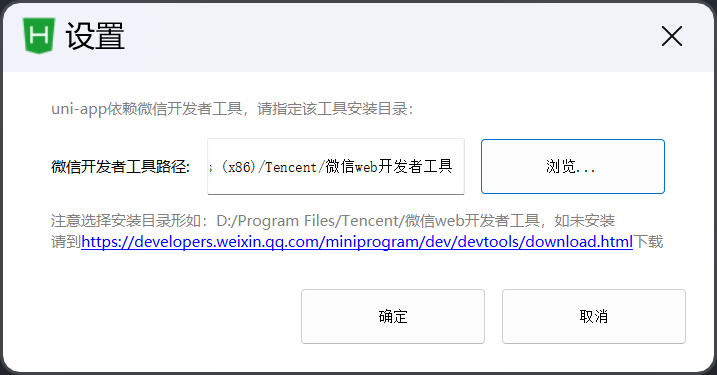 设置
uni-app依赖微信开发者工具，请指定该工具安装目录：
微信开发者工具路径: (x86)/Tencent/微信web开发者工具 浏览...
注意选择安装目录形如：D:/Program Files/Tencent/微信web开发者工具，如未安装
请到https://developers.weixin.qq.com/miniprogram/dev/devtools/download.html下载
确定 取消